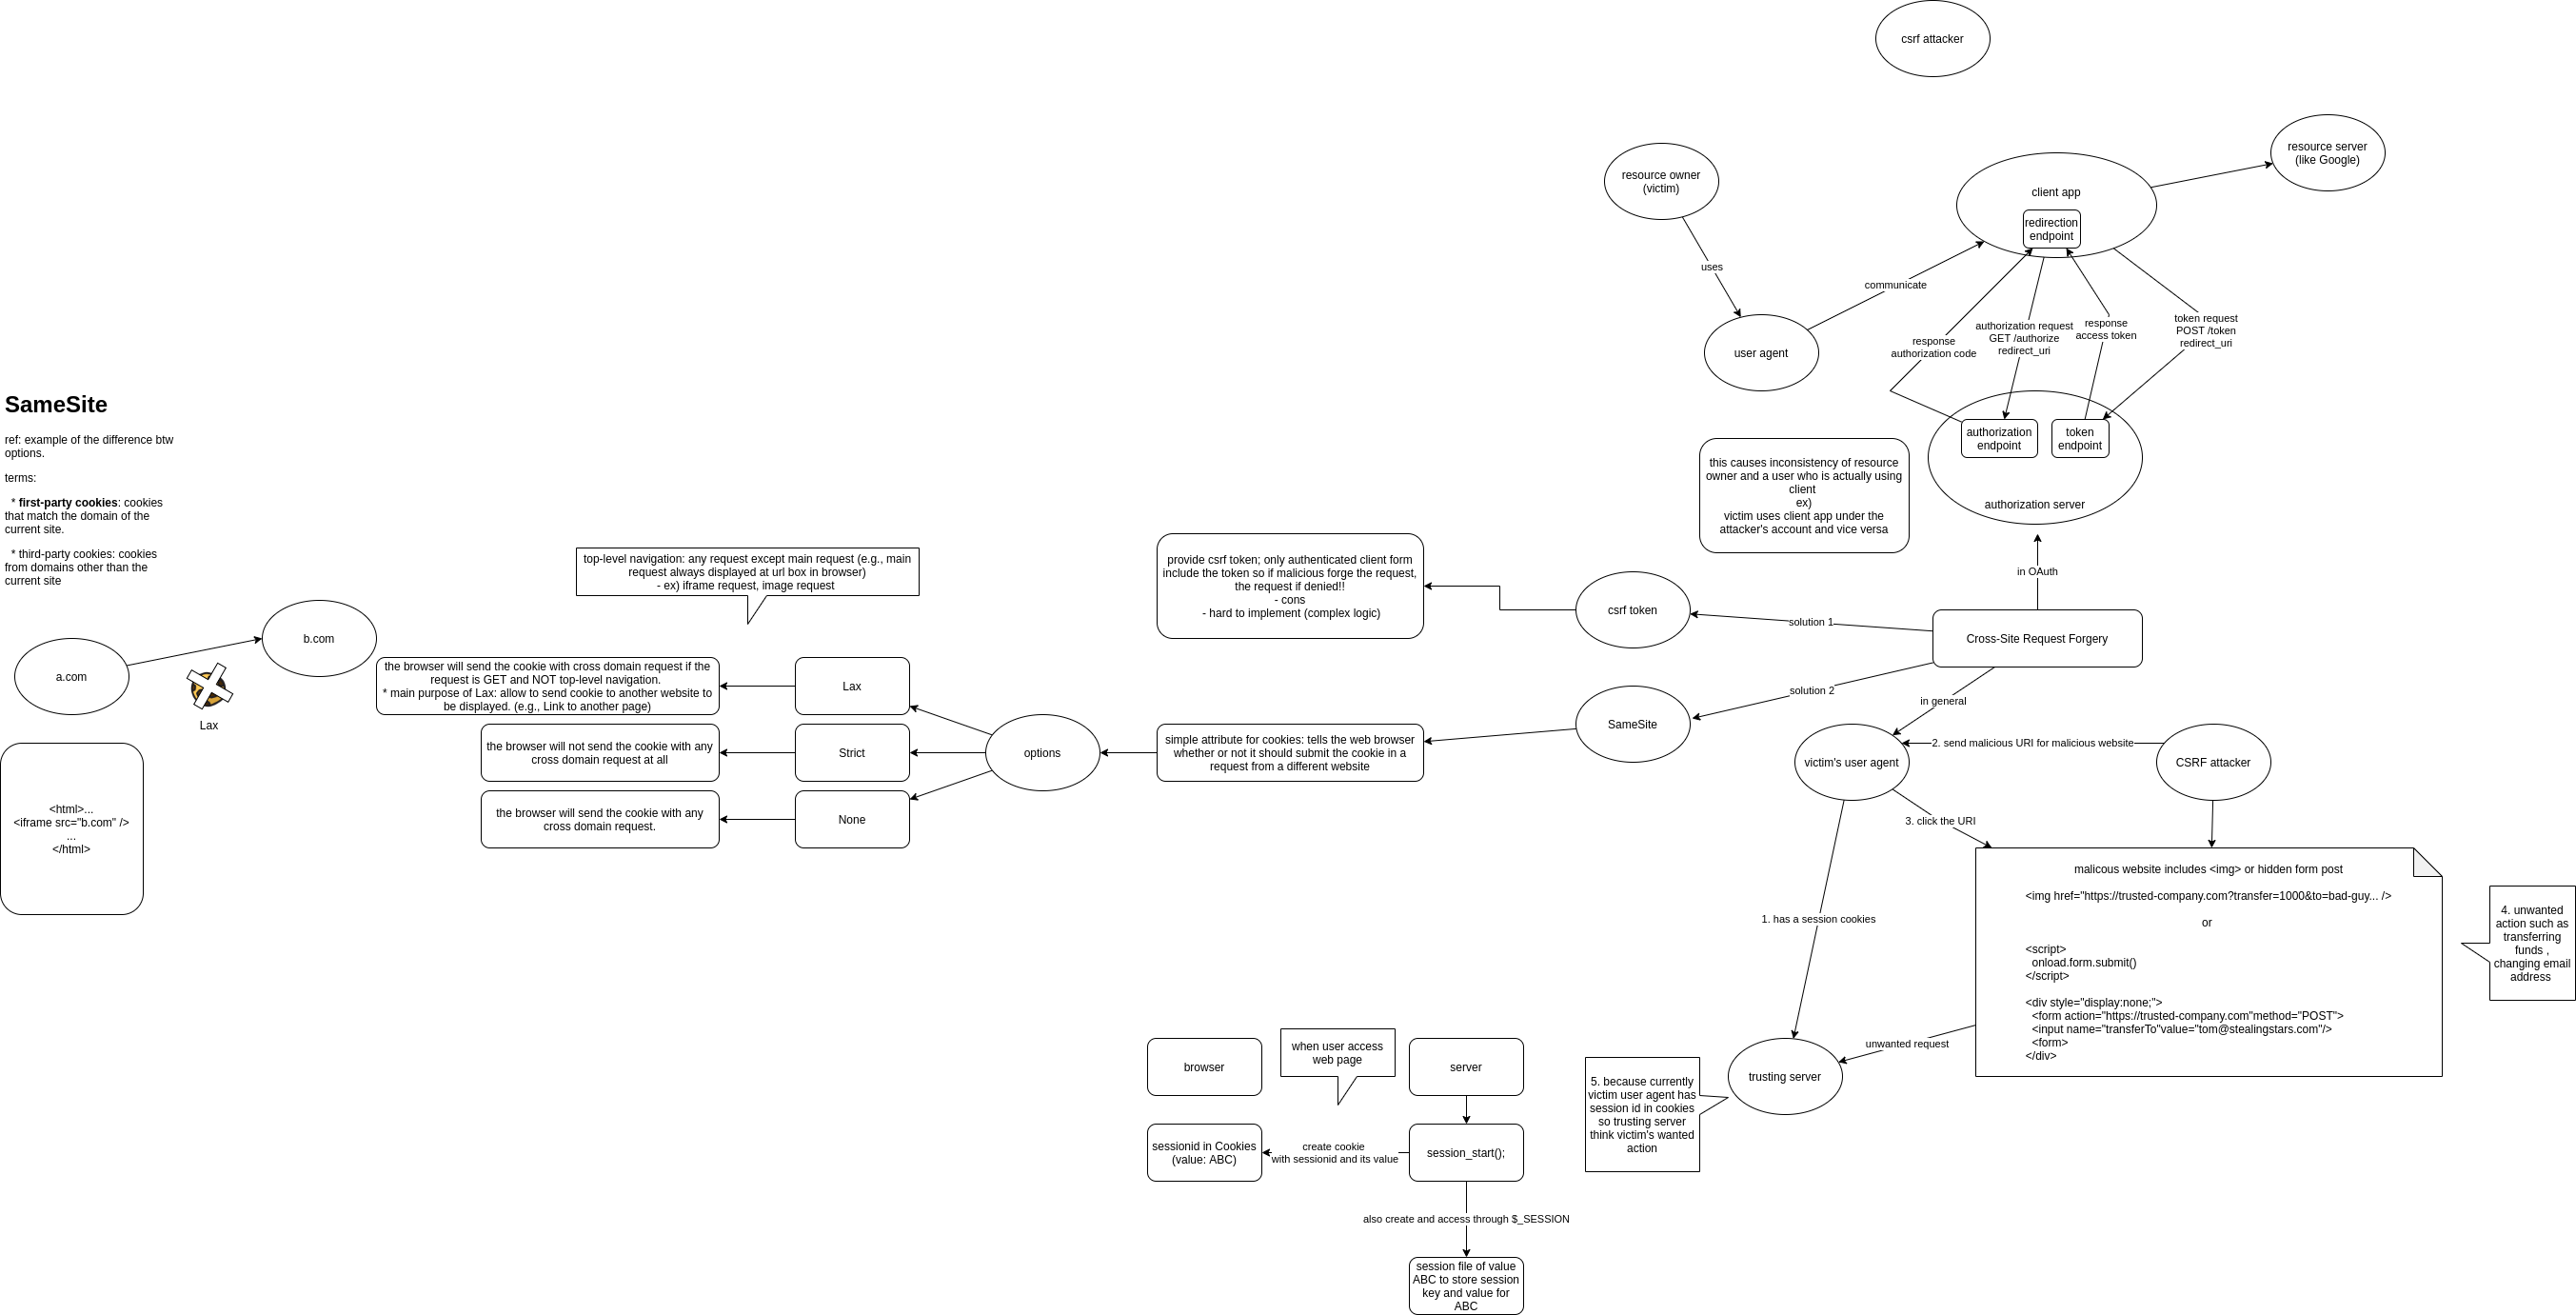 csrf attacker
resource server
(like Google)
resource owner
(victim)
client app
redirection
endpoint
uses
communicate
user agent
response
authorization code
authorization request
GET /authorize
redirect_uri
response
access token
token request
POST /token
redirect_uri
authorization
endpoint
token
endpoint
authorization server
this causes inconsistency of resource
owner and a user who is actually using
client
ex)
victim uses client app under the
attacker's account and vice versa
in OAuth
Cross-Site Request Forgery
solution 1
solution 2
in general
csrf token
provide csrf token; only authenticated client form
include the token so if malicious forge the request,
the request if denied!!
- cons
- hard to implement (complex logic)
SameSite
simple attribute for cookies: tells the web browser
whether or not it should submit the cookie in a
request from a different website
options
Lax
Strict
None
top-level navigation: any request except main request (e.g., main
request always displayed at url box in browser)
- ex) iframe request, image request
the browser will send the cookie with cross domain request if the
request is GET and NOT top-level navigation.
* main purpose of Lax: allow to send cookie to another website to
be displayed. (e.g., Link to another page)
the browser will not send the cookie with any
cross domain request at all
the browser will send the cookie with any
cross domain request.
SameSite
ref: example of the difference btw
options.
terms:
* first-party cookies: cookies
that match the domain of the
current site.
* third-party cookies: cookies
from domains other than the
current site
a.com
b.com
Lax
<html>...
<iframe src="b.com" />
...
</html>
victim's user agent
2. send malicious URI for malicious website
CSRF attacker
3. click the URI
1. has a session cookies
malicous website includes <img> or hidden form post
<img href="https://trusted-company.com?transfer=1000&to=bad-guy... />
or
<script>
onload.form.submit()
</script>
<div style="display:none;">
<form action="https://trusted-company.com"method="POST">
<input name="transferTo"value="tom@stealingstars.com"/>
<form>
</div>
4. unwanted
action such as
transferring
funds ,
changing email
address
unwanted request
trusting server
5. because currently
victim user agent has
session id in cookies
so trusting server
think victim's wanted
action
browser
when user access
web page
server
sessionid in Cookies
(value: ABC)
create cookie
with sessionid and its value
session_start();
also create and access through $_SESSION
session file of value
ABC to store session
key and value for
ABC